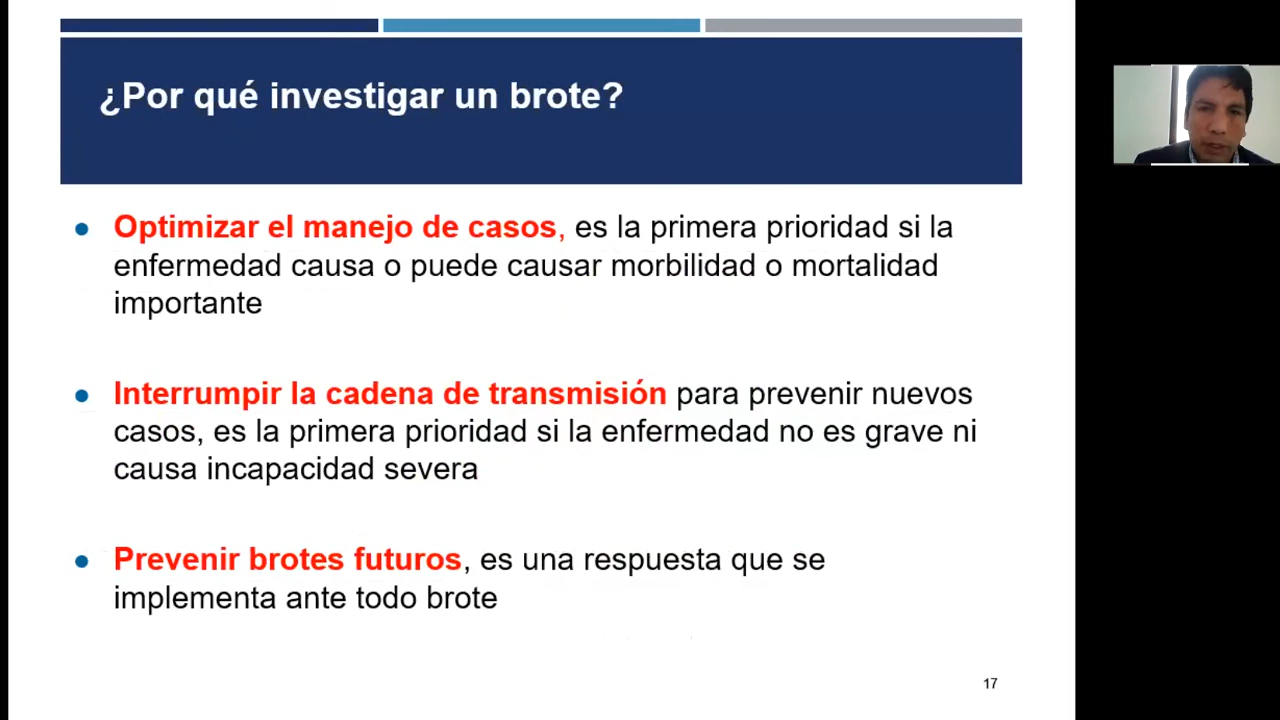 ¿Por qué investigar un brote?
Optimizar el manejo de casos, es la primera prioridad si la
enfermedad causa o puede causar morbilidad o mortalidad
importante
Interrumpir la cadena de transmisión para prevenir nuevos
casos, es la primera prioridad si la enfermedad no es grave ni
causa incapacidad severa
Prevenir brotes futuros, es una respuesta que se
implementa ante todo brote
17